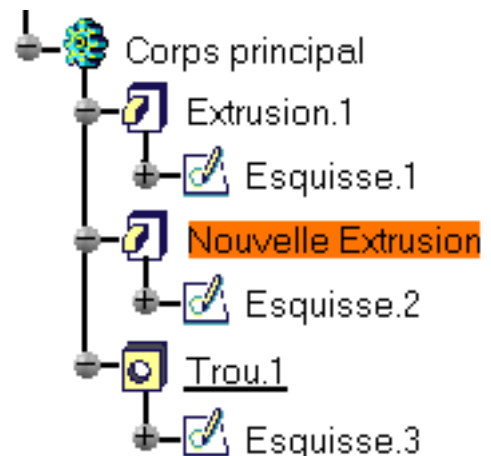 Corps principal
Extrusion.1
Esquisse.1
Nouvelle Extrusion
Esquisse.2
Trou.1
Esquisse.3